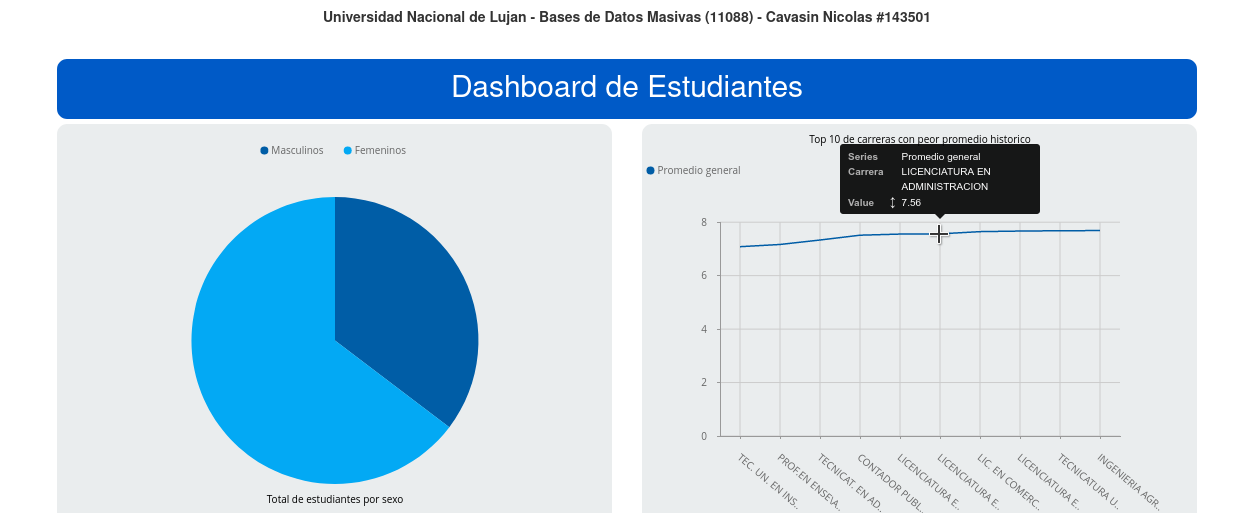 Universidad Nacional de Lujan - Bases de Datos Masivas (11088) - Cavasin Nicolas #143501
Dashboard de Estudiantes
Masculinos
Femeninos
Total de estudiantes por sexo
Top 10 de carreras con peor promedio historico
Promedio general
Series Promedio general
Carrera LICENCIATURA EN
ADMINISTRACION
Value 7.56
8
6
4
2
0
TEC. UN. EN INS..
PROF.EN ENSEÂ..
TECNICAT. EN AD..
CONTADOR PUBL..
LICENCIATURA E..
LICENCIATURA E..
LIC. EN COMERC..
LICENCIATURA E..
TECNICATURA U..
INGENIERIA AGR..